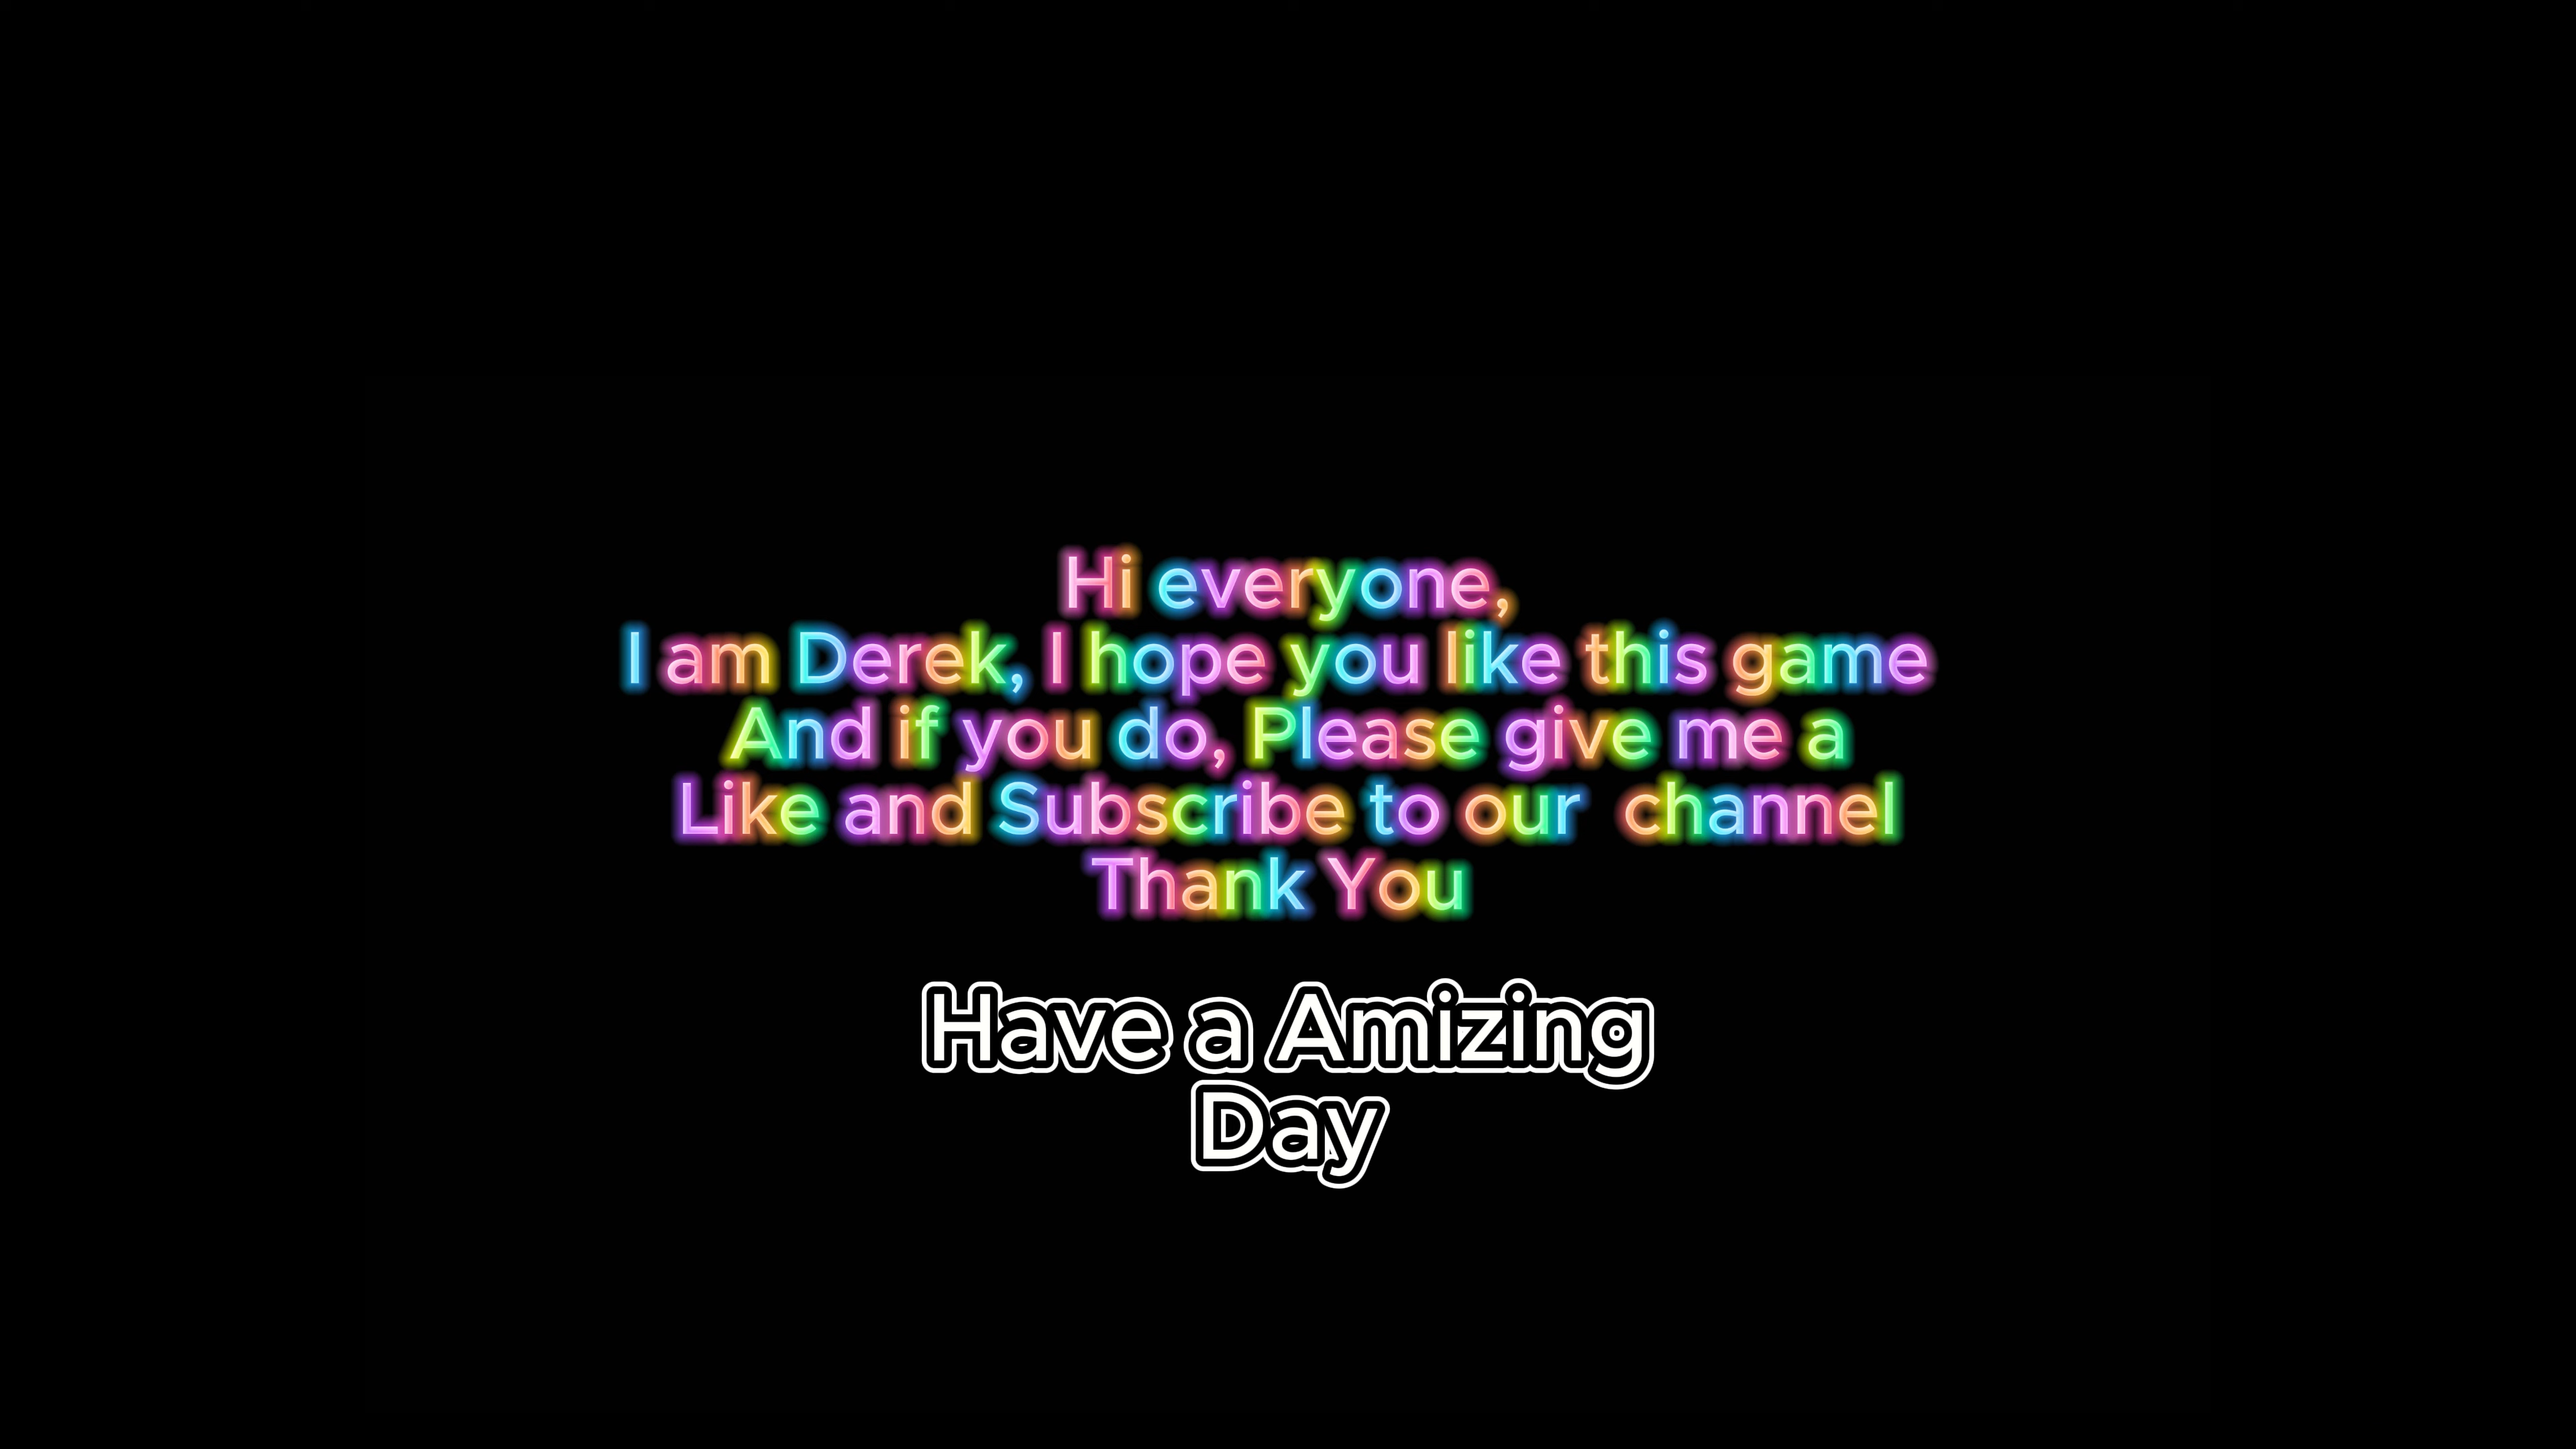 Hi everyone,
I am Derek, I hope you like this game
And if you do, Please give me a
Like and Subscribe to our  channel
Thank You
Have a Amizing
Day